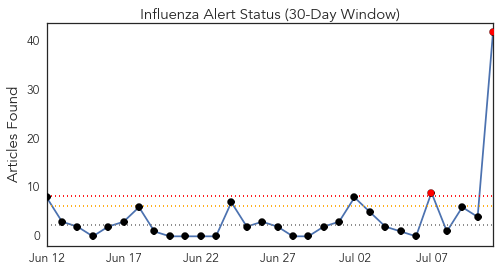 Influenza Alert Status (30-Day Window)
Articles Found
40
30
20
10
0
Jun 12 Jun 17 Jun 22 Jun 27 Jul 02 Jul 07